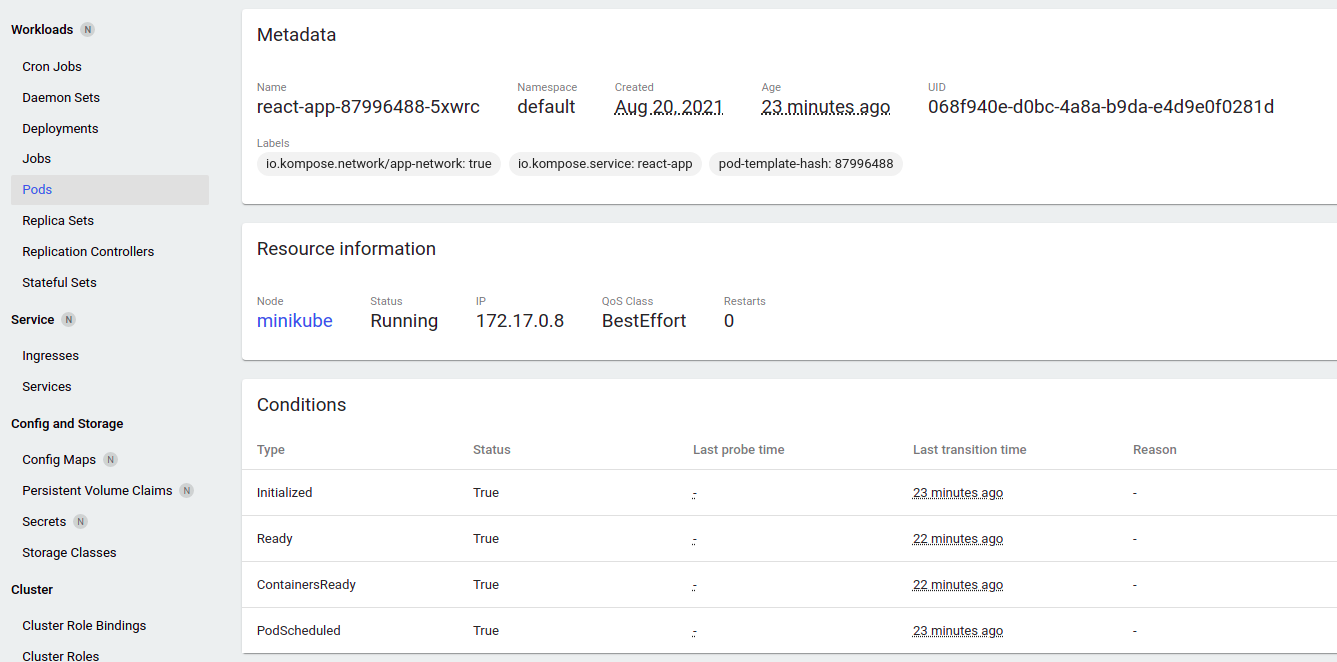 Workloads N
Cron Jobs
Daemon Sets
Deployments
Jobs
Pods
Replica Sets
Replication Controllers
Stateful Sets
Service N
Ingresses
Services
Config and Storage
Config Maps N
Persistent Volume Claims N
Secrets N
Storage Classes
Cluster
Cluster Role Bindings
Cluster Roles
Metadata
Name Namespace Created Age UID
react-app-87996488-5xwrc default Aug 20, 2021 23 minutes ago 068f940e-d0bc-4a8a-b9da-e4d9e0f0281d
Labels
io.kompose.network/app-network: true io.kompose.service: react-app pod-template-hash: 87996488
Resource information
Node Status IP QoS Class Restarts
minikube Running 172.17.0.8 BestEffort 0
Conditions
Type Status Last probe time Last transition time Reason
Initialized True - 23 minutes ago -
Ready True - 22 minutes ago -
ContainersReady True - 22 minutes ago -
PodScheduled True - 23 minutes ago -